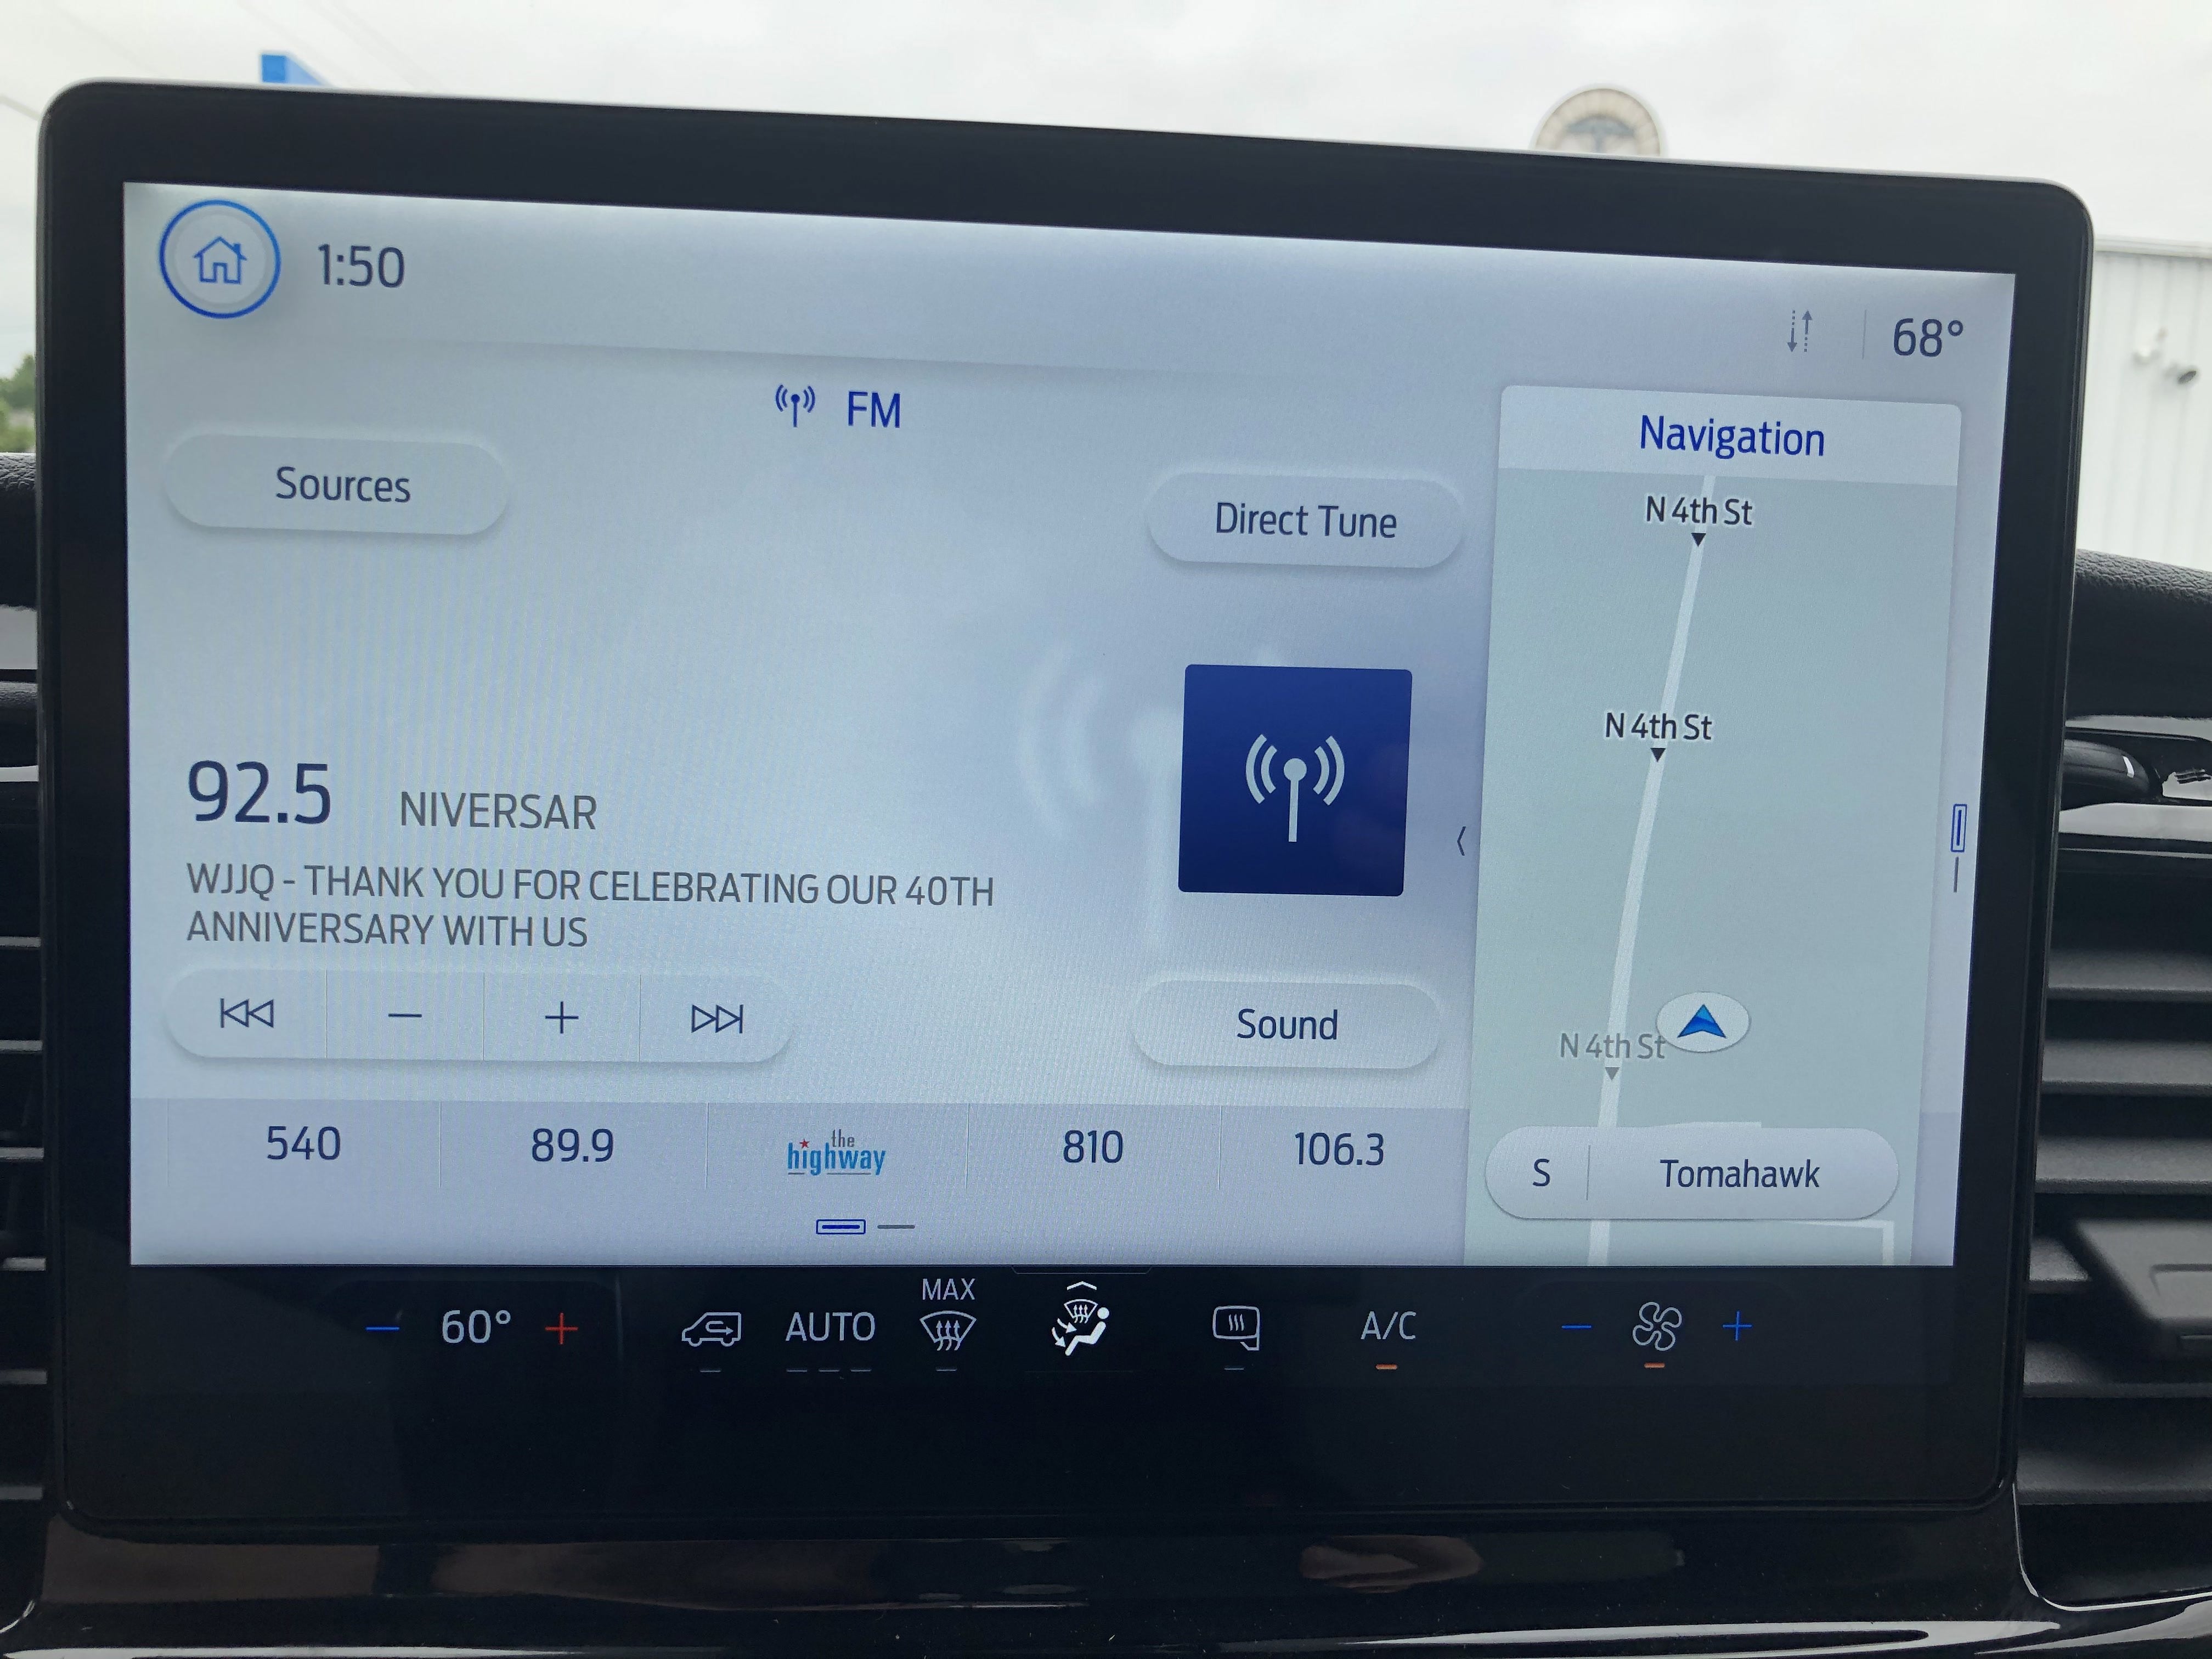 1:50
68°
FM
Navigation
Sources
Direct Tune
N 4th St
N 4th St
92.5 NIVERSAR
WJJQ - THANK YOU FOR CELEBRATING OUR 40TH
ANNIVERSARY WITH US
Sound
N 4th St
540 89.9 the highway 810 106.3
S Tomahawk
60° AUTO MAX A/C